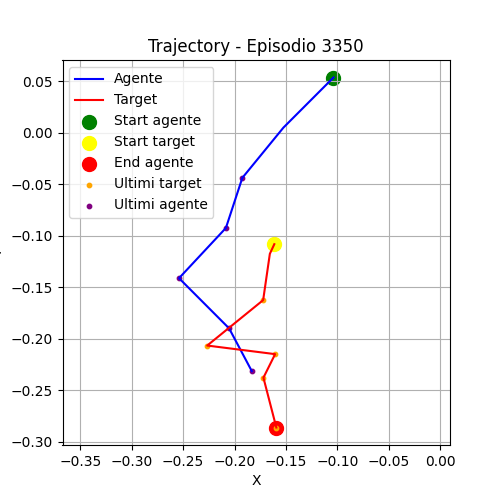 Trajectory - Episodio 3350
Agente
Target
Start agente
Start target
End agente
Ultimi target
Ultimi agente
0.05
0.00
−0.05
−0.10
−0.15
−0.20
−0.25
−0.30
−0.35 −0.30 −0.25 −0.20 −0.15 −0.10 −0.05 0.00
X